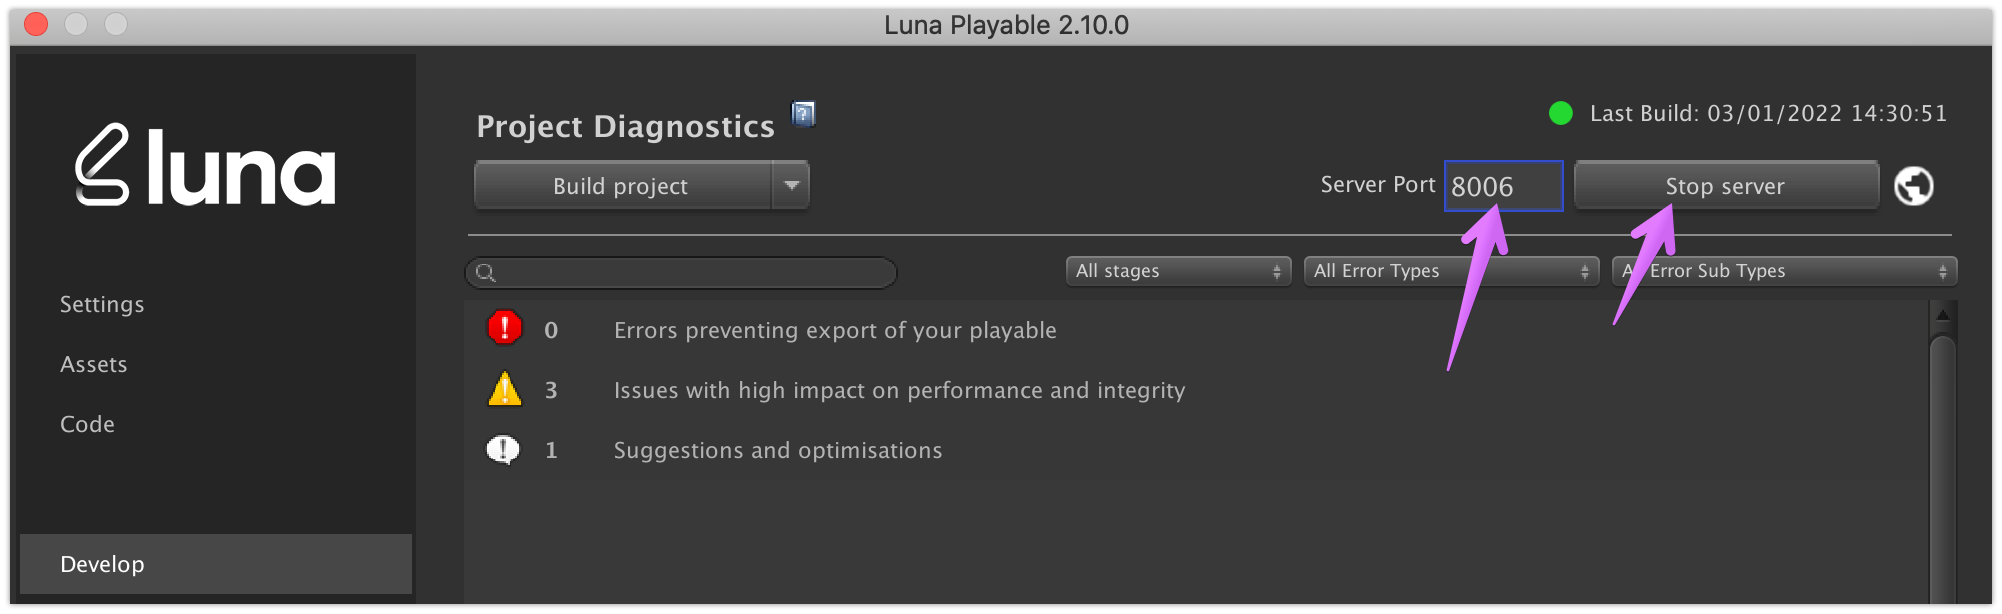 Luna Playable 2.10.0
luna
Project Diagnostics
Last Build: 03/01/2022 14:30:51
Build project
Server Port 8006 Stop server
All stages All Error Types Error Sub Types
Settings
Assets
Code
Develop
0 Errors preventing export of your playable
3 Issues with high impact on performance and integrity
1 Suggestions and optimisations